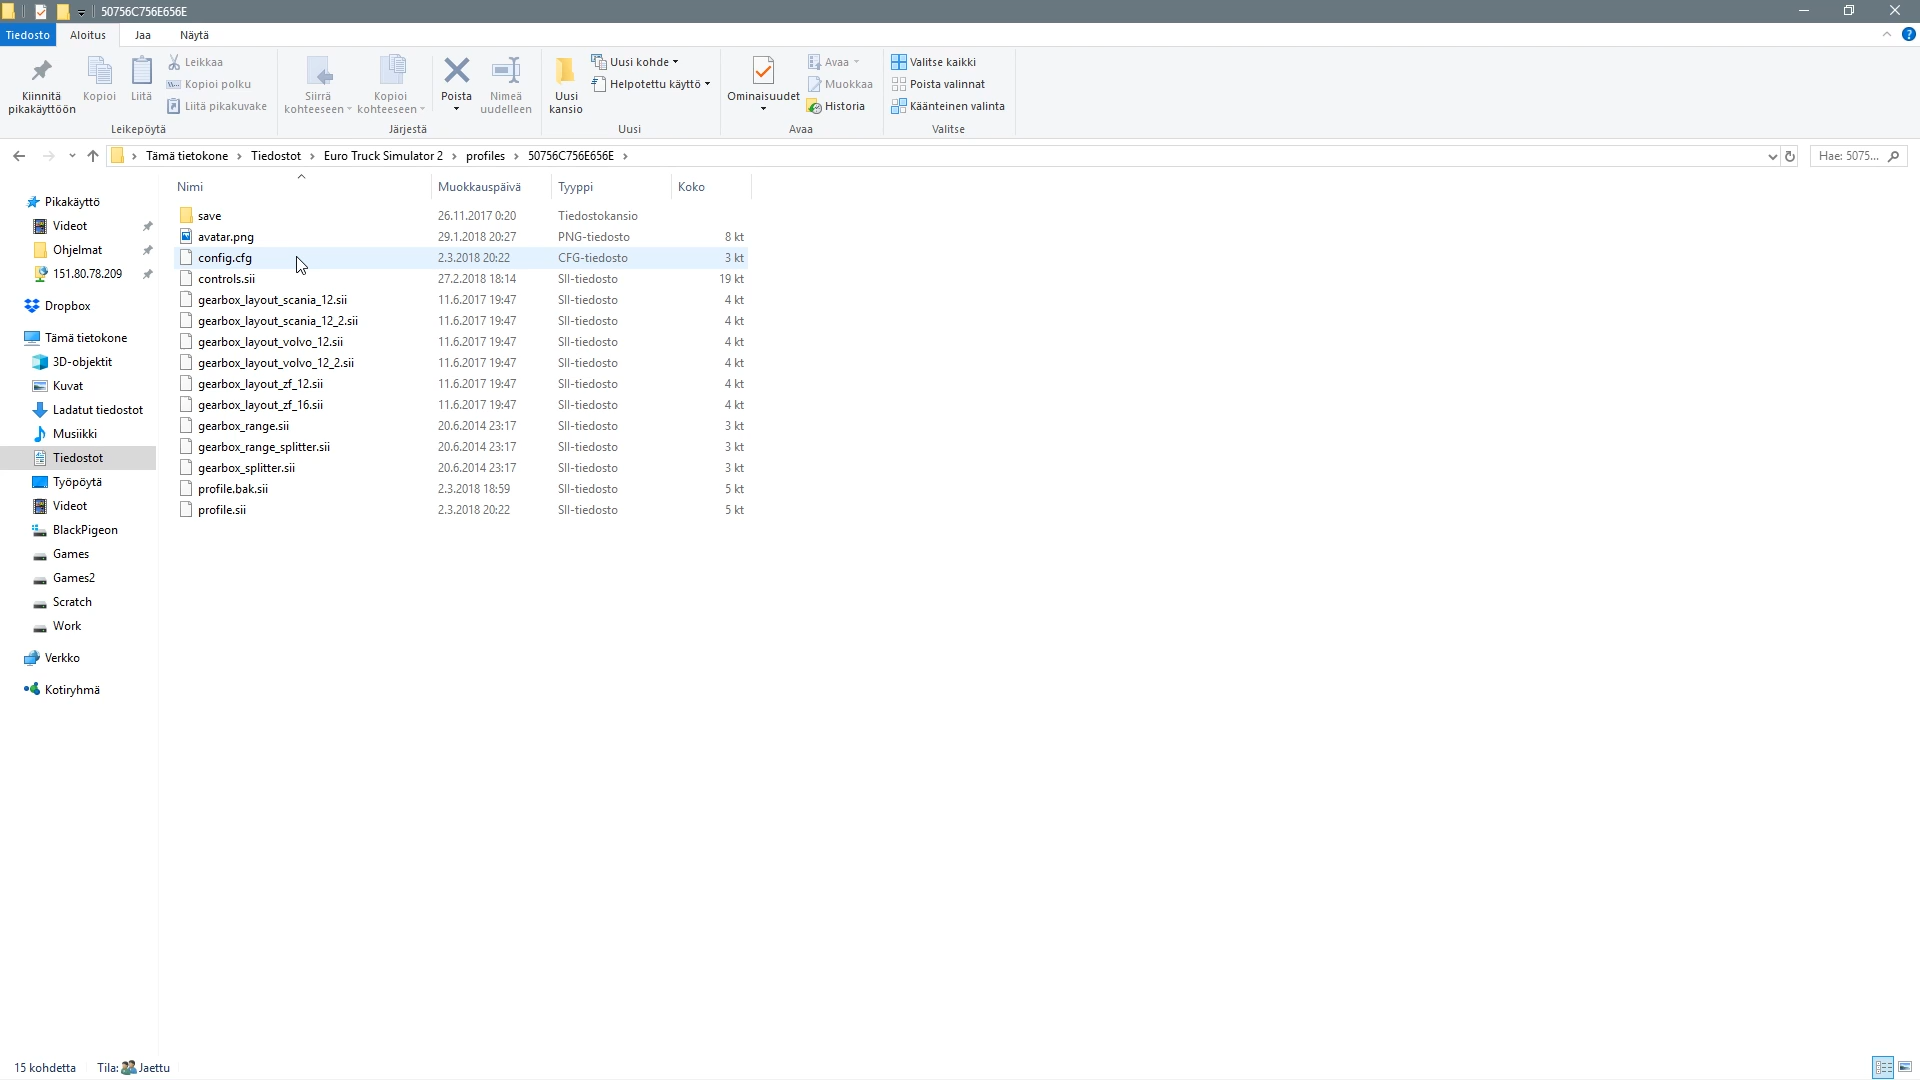 50756C756E656E
Tiedosto Aloitus Jaa Näytä
Kiinnitä pikakäyttöön
Kopioi
Liitä
Leikkaa
Kopioi polku
Liitä pikakuvake
Leikepöytä
Siirrä kohteeseen
Kopioi kohteeseen
Poista
Nimeä uudelleen
Järjestä
Uusi kansio
Uusi kohde
Helpotettu käyttö
Uusi
Ominaisuudet
Avaa
Muokkaa
Historia
Avaa
Valitse kaikki
Poista valinnat
Käänteinen valinta
Valitse
Tämä tietokone > Tiedostot > Euro Truck Simulator 2 > profiles > 50756C756E656E >
Hae: 5075...
Pikakäyttö
Videot
Ohjelmat
151.80.78.209
Dropbox
Tämä tietokone
3D-objektit
Kuvat
Ladatut tiedostot
Musiikki
Tiedostot
Työpöytä
Videot
BlackPigeon
Games
Games2
Scratch
Work
Verkko
Kotiryhmä
Nimi Muokkauspäivä Tyyppi Koko
save 26.11.2017 0:20 Tiedostokansio
avatar.png 29.1.2018 20:27 PNG-tiedosto 8 kt
config.cfg 2.3.2018 20:22 CFG-tiedosto 3 kt
controls.sii 27.2.2018 18:14 SII-tiedosto 19 kt
gearbox_layout_scania_12.sii 11.6.2017 19:47 SII-tiedosto 4 kt
gearbox_layout_scania_12_2.sii 11.6.2017 19:47 SII-tiedosto 4 kt
gearbox_layout_volvo_12.sii 11.6.2017 19:47 SII-tiedosto 4 kt
gearbox_layout_volvo_12_2.sii 11.6.2017 19:47 SII-tiedosto 4 kt
gearbox_layout_zf_12.sii 11.6.2017 19:47 SII-tiedosto 4 kt
gearbox_layout_zf_16.sii 11.6.2017 19:47 SII-tiedosto 4 kt
gearbox_range.sii 20.6.2014 23:17 SII-tiedosto 3 kt
gearbox_range_splitter.sii 20.6.2014 23:17 SII-tiedosto 3 kt
gearbox_splitter.sii 20.6.2014 23:17 SII-tiedosto 3 kt
profile.bak.sii 2.3.2018 18:59 SII-tiedosto 5 kt
profile.sii 2.3.2018 20:22 SII-tiedosto 5 kt
15 kohdetta Tila: Jaettu